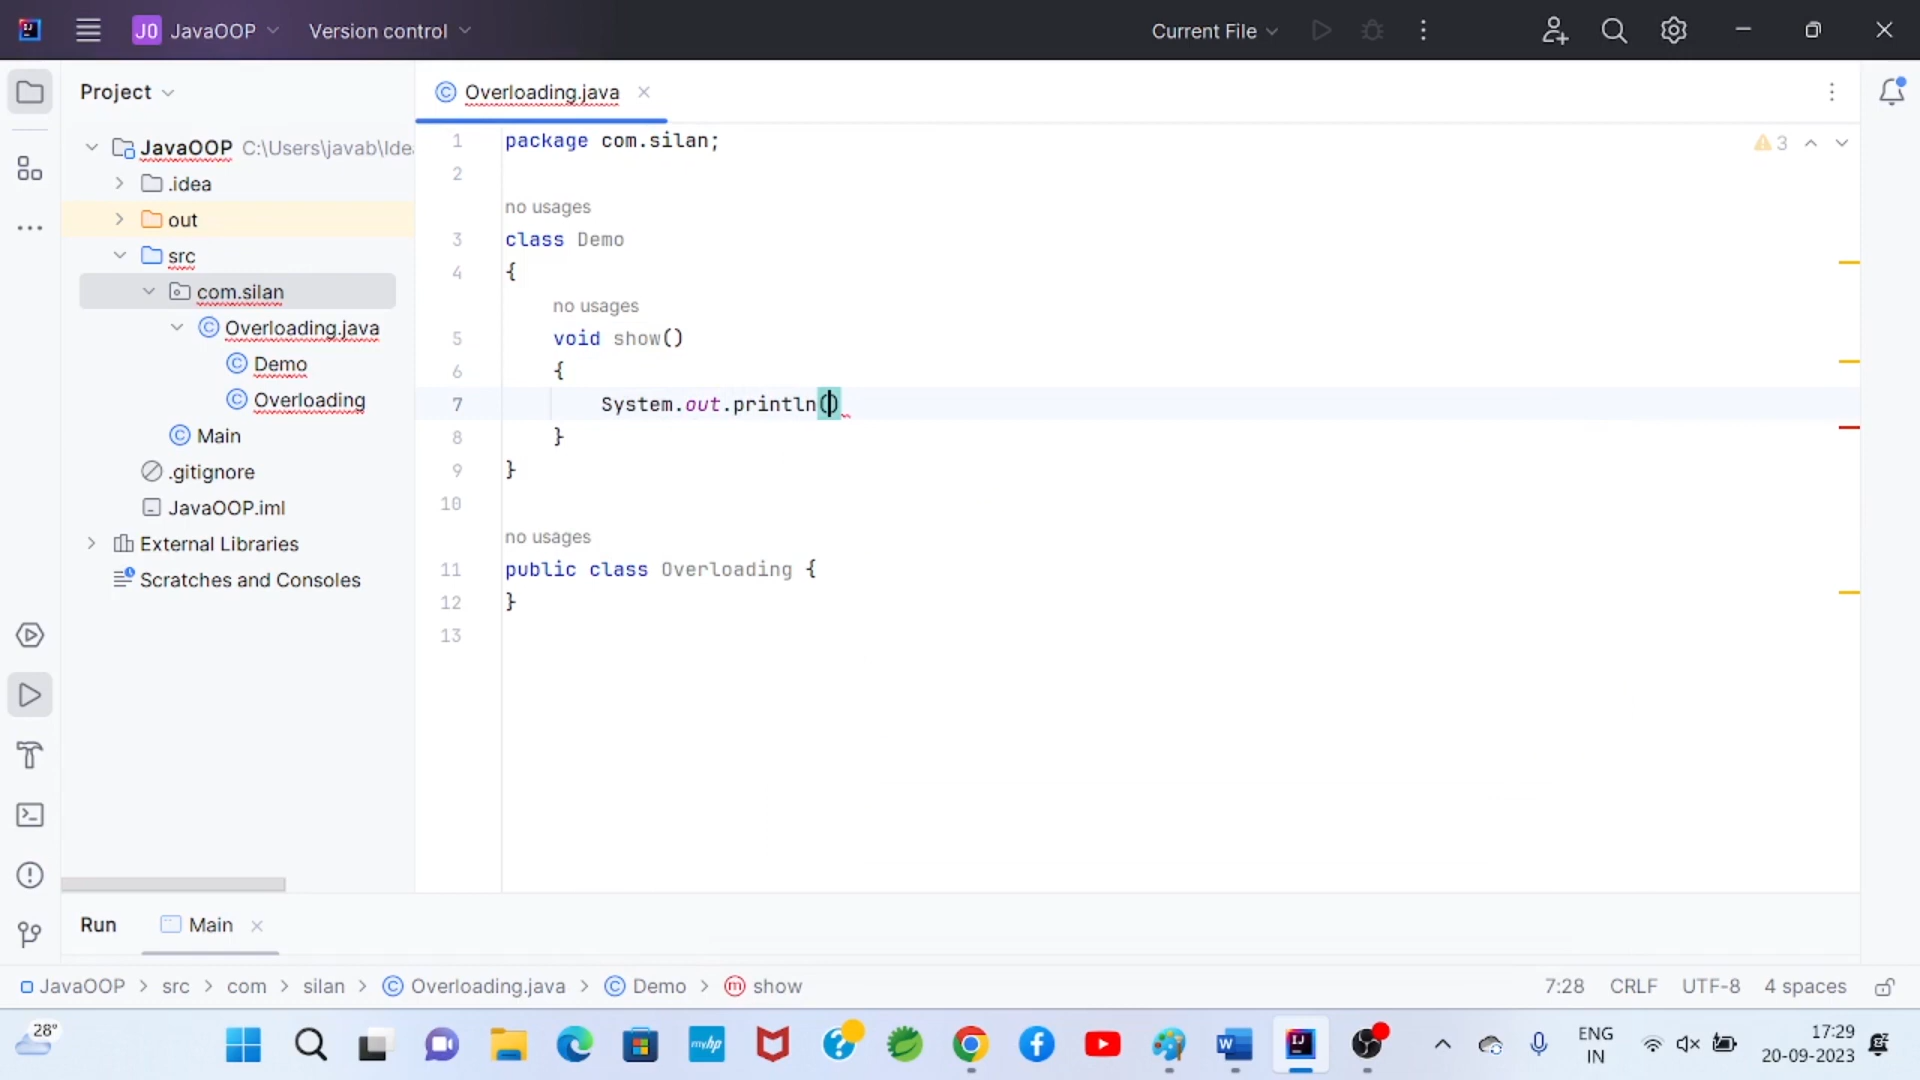 J0 JavaOOP Version control Current File
Project
JavaOOP C:\Users\javab\Ide
.idea
out
src
com.silan
Overloading.java
Demo
Overloading
Main
.gitignore
JavaOOP.iml
External Libraries
Scratches and Consoles
Overloading.java
3
1 package com.silan;
2
no usages
3 class Demo
4 {
no usages
5 void show()
6 {
7 System.out.println()
8 }
9 }
10
no usages
11 public class Overloading {
12 }
13
Run Main
JavaOOP > src > com > silan > Overloading.java > Demo > show
7:28 CRLF UTF-8 4 spaces
28°
myhp
ENG
IN
17:29
20-09-2023